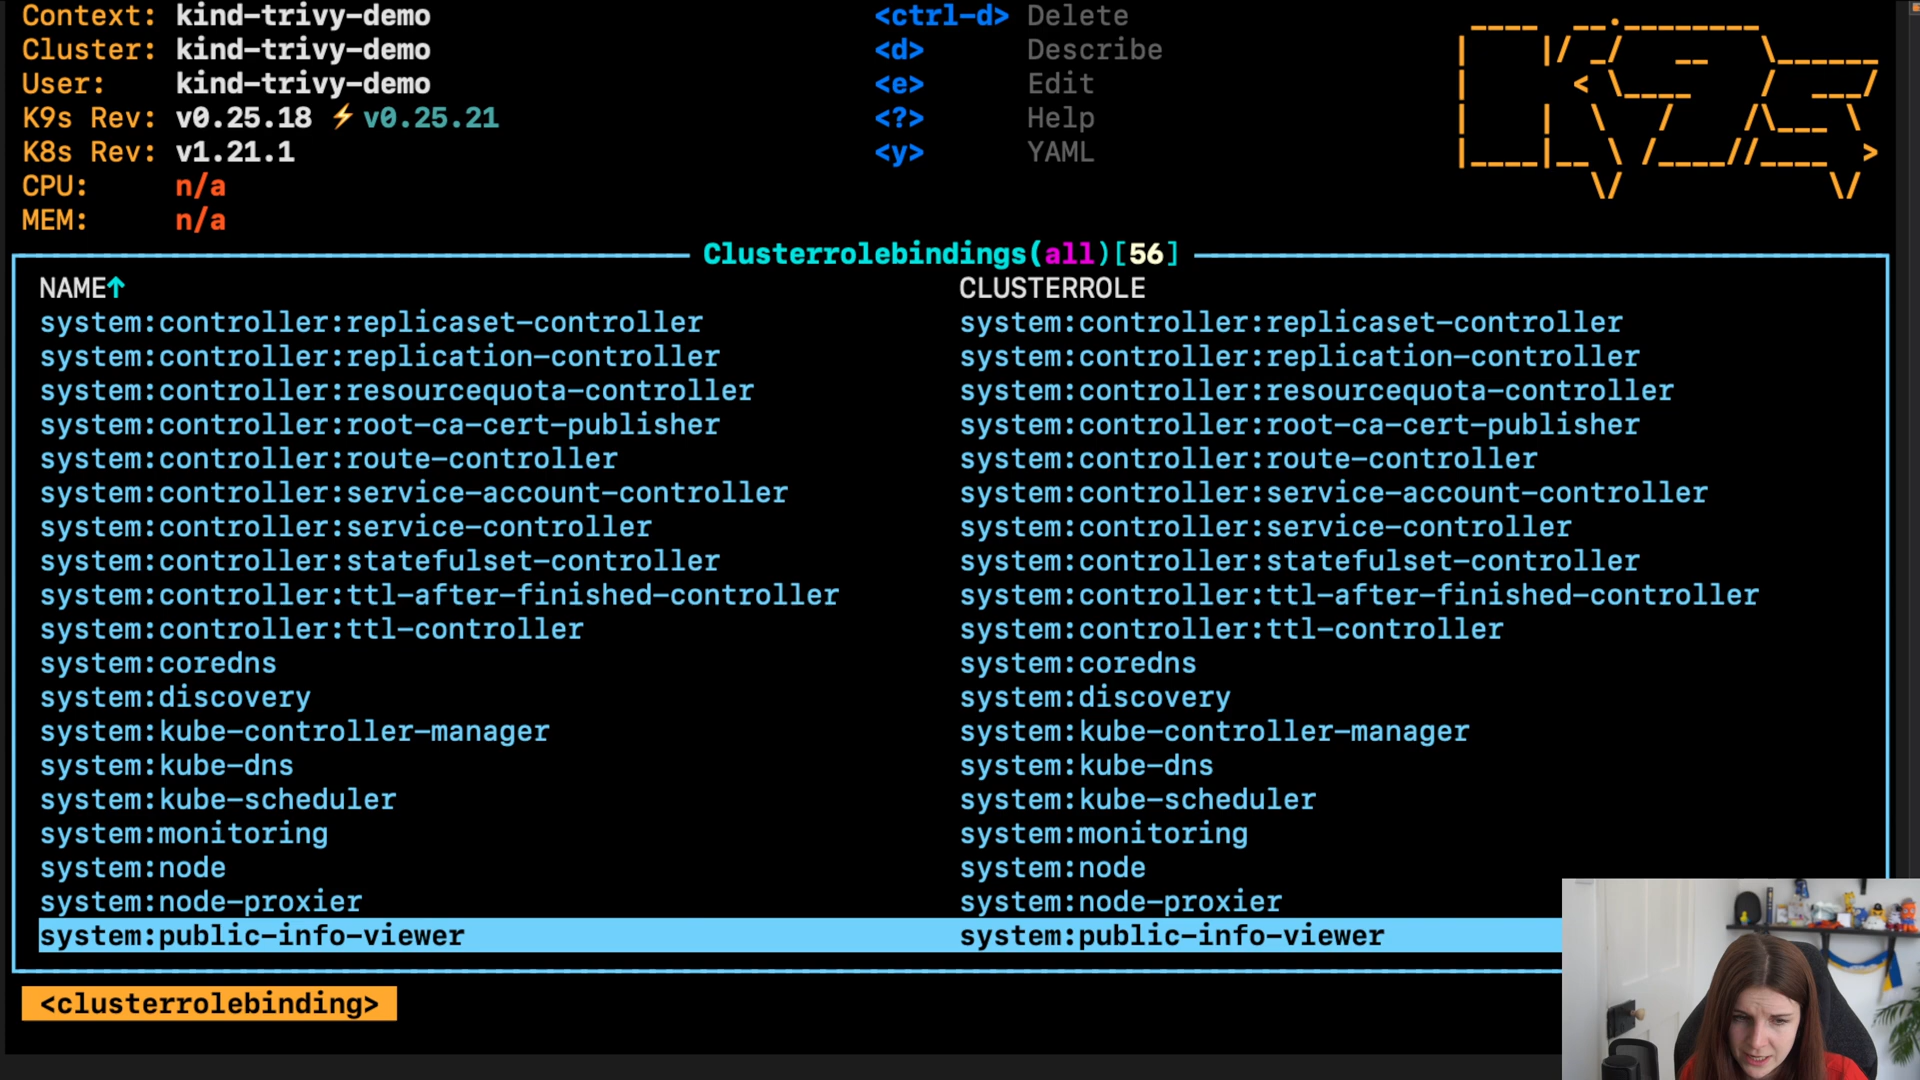 Context: kind-trivy-demo
Cluster: kind-trivy-demo
User: kind-trivy-demo
K9s Rev: v0.25.18 ⚡v0.25.21
K8s Rev: v1.21.1
CPU: n/a
MEM: n/a
<ctrl-d> Delete
<d> Describe
<e> Edit
<?> Help
<y> YAML
K9s
Clusterrolebindings(all)[56]
NAME↑ CLUSTERROLE
system:controller:replicaset-controller system:controller:replicaset-controller
system:controller:replication-controller system:controller:replication-controller
system:controller:resourcequota-controller system:controller:resourcequota-controller
system:controller:root-ca-cert-publisher system:controller:root-ca-cert-publisher
system:controller:route-controller system:controller:route-controller
system:controller:service-account-controller system:controller:service-account-controller
system:controller:service-controller system:controller:service-controller
system:controller:statefulset-controller system:controller:statefulset-controller
system:controller:ttl-after-finished-controller system:controller:ttl-after-finished-controller
system:controller:ttl-controller system:controller:ttl-controller
system:coredns system:coredns
system:discovery system:discovery
system:kube-controller-manager system:kube-controller-manager
system:kube-dns system:kube-dns
system:kube-scheduler system:kube-scheduler
system:monitoring system:monitoring
system:node system:node
system:node-proxier system:node-proxier
system:public-info-viewer system:public-info-viewer
<clusterrolebinding>